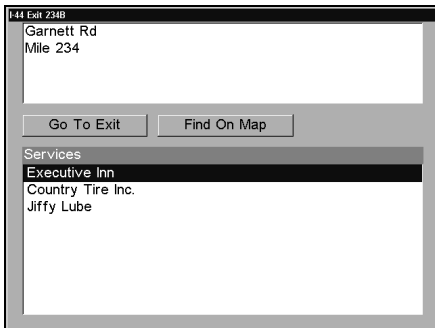 I-44 Exit 234B
Garnett Rd
Mile 234
Go To Exit
Find On Map
Services
Executive Inn
Country Tire Inc.
Jiffy Lube